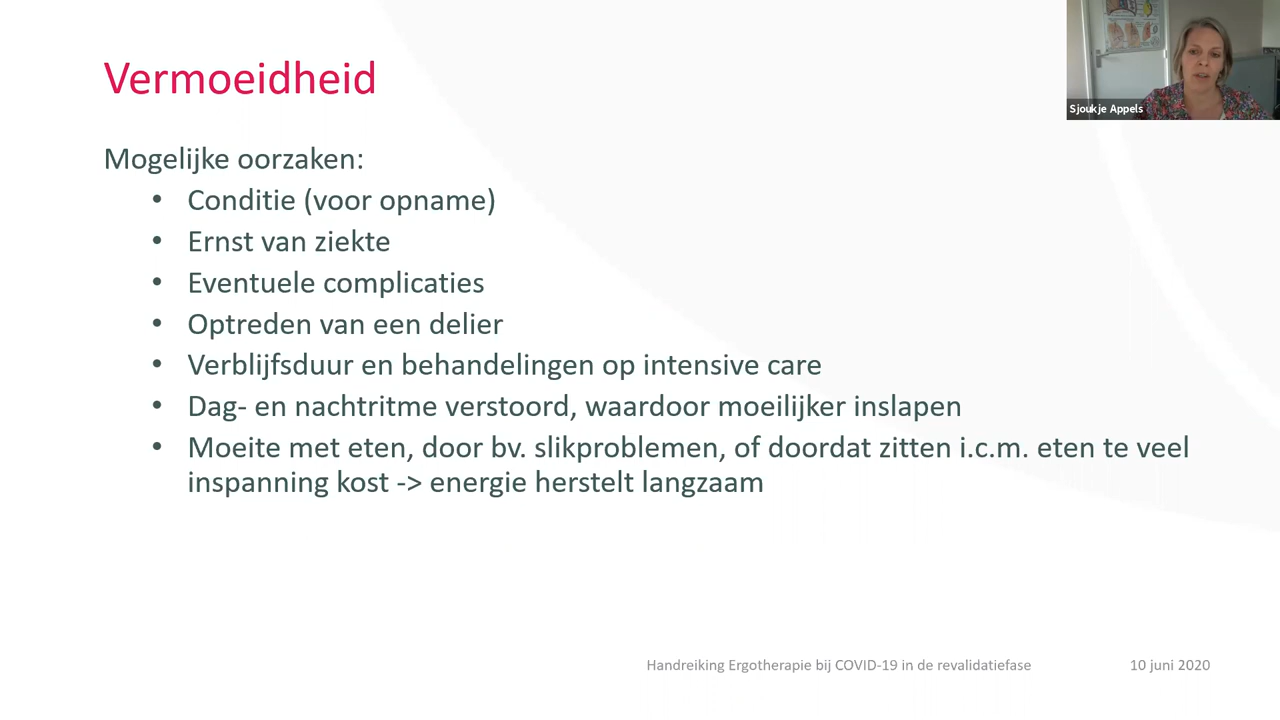 Vermoeidheid
Sjoukje Appels
Mogelijke oorzaken:
• Conditie (voor opname)
• Ernst van ziekte
• Eventuele complicaties
• Optreden van een delier
• Verblijfsduur en behandelingen op intensive care
• Dag- en nachtritme verstoord, waardoor moeilijker inslapen
• Moeite met eten, door bv. slikproblemen, of doordat zitten i.c.m. eten te veel
inspanning kost -> energie herstelt langzaam
Handreiking Ergotherapie bij COVID-19 in de revalidatiefase
10 juni 2020